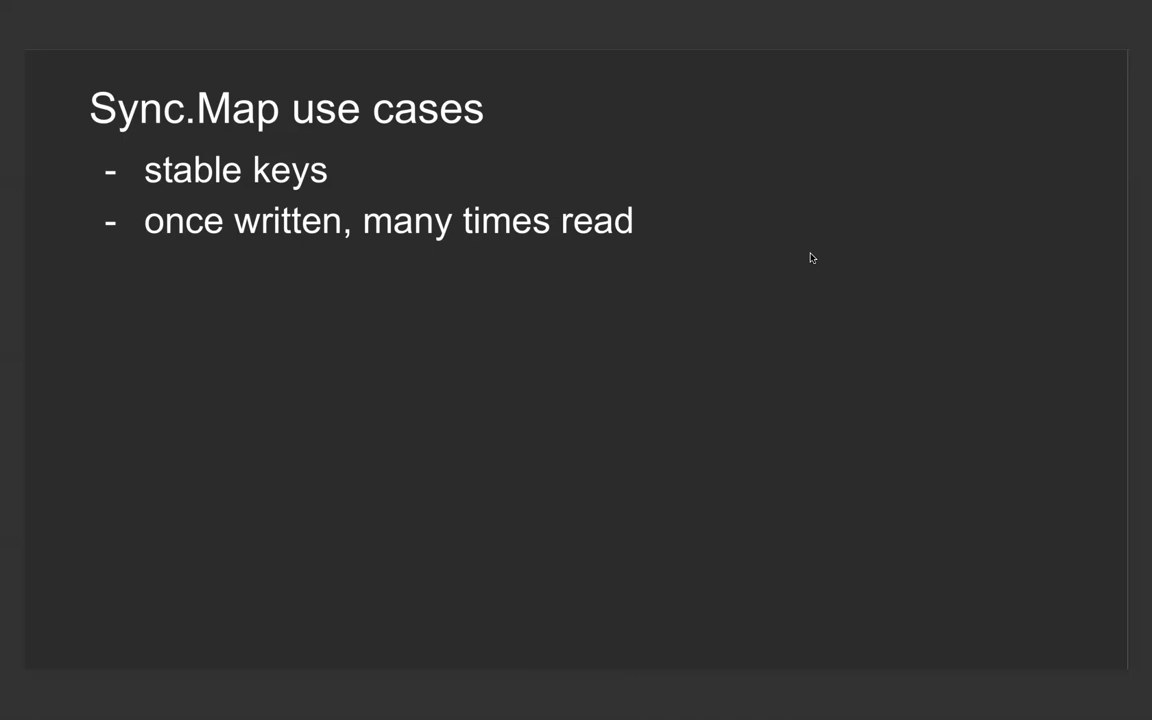 Sync.Map use cases
- stable keys
- once written, many times read